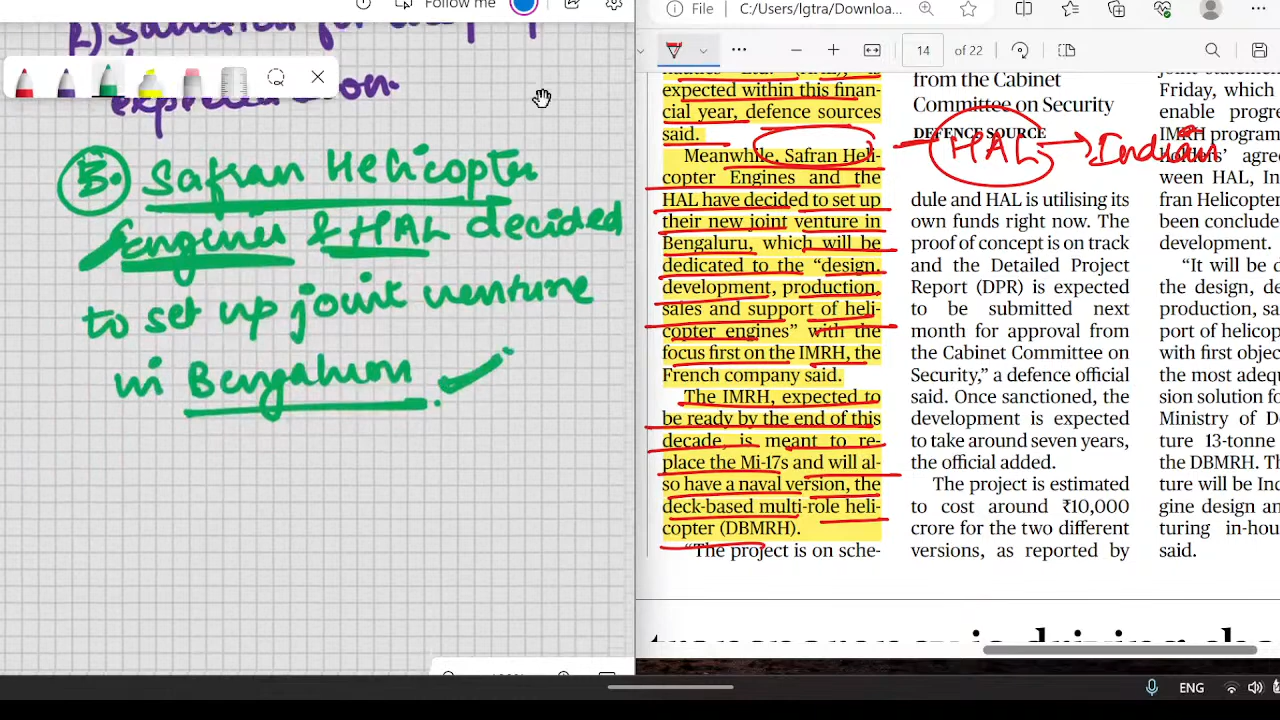 Follow me
File
C:/Users/lgtra/Downloa...
14
of 22
expected on.
5. Safran Helicopter
Engines & HAL decided
to set up joint venture
in Bengaluru
expected within this finan-
cial year, defence sources
said.
Meanwhile, Safran Heli-
copter Engines and the
HAL have decided to set up
their new joint venture in
Bengaluru, which will be
dedicated to the “design,
development, production,
sales and support of heli-
copter engines” with the
focus first on the IMRH, the
French company said.
The IMRH, expected to
be ready by the end of this
decade, is meant to re-
place the Mi-17s and will al-
so have a naval version, the
deck-based multi-role heli-
copter (DBMRH).
“The project is on sche-
from the Cabinet
Committee on Security
DEFENCE SOURCE
HAL → Indian
dule and HAL is utilising its
own funds right now. The
proof of concept is on track
and the Detailed Project
Report (DPR) is expected
to be submitted next
month for approval from
the Cabinet Committee on
Security,” a defence official
said. Once sanctioned, the
development is expected
to take around seven years,
the official added.
The project is estimated
to cost around ₹10,000
crore for the two different
versions, as reported by
Friday, which
enable progr
IMRH program
holders’ agree
ween HAL, In
fran Helicopter
been conclude
development.
“It will be d
the design, de
production, sa
port of helicop
with first objec
the most adequ
sion solution fo
Ministry of De
ture 13-tonne
the DBMRH. Th
ture will be Ind
gine design an
turing in-hou
said.
transparency is driving cha
ENG